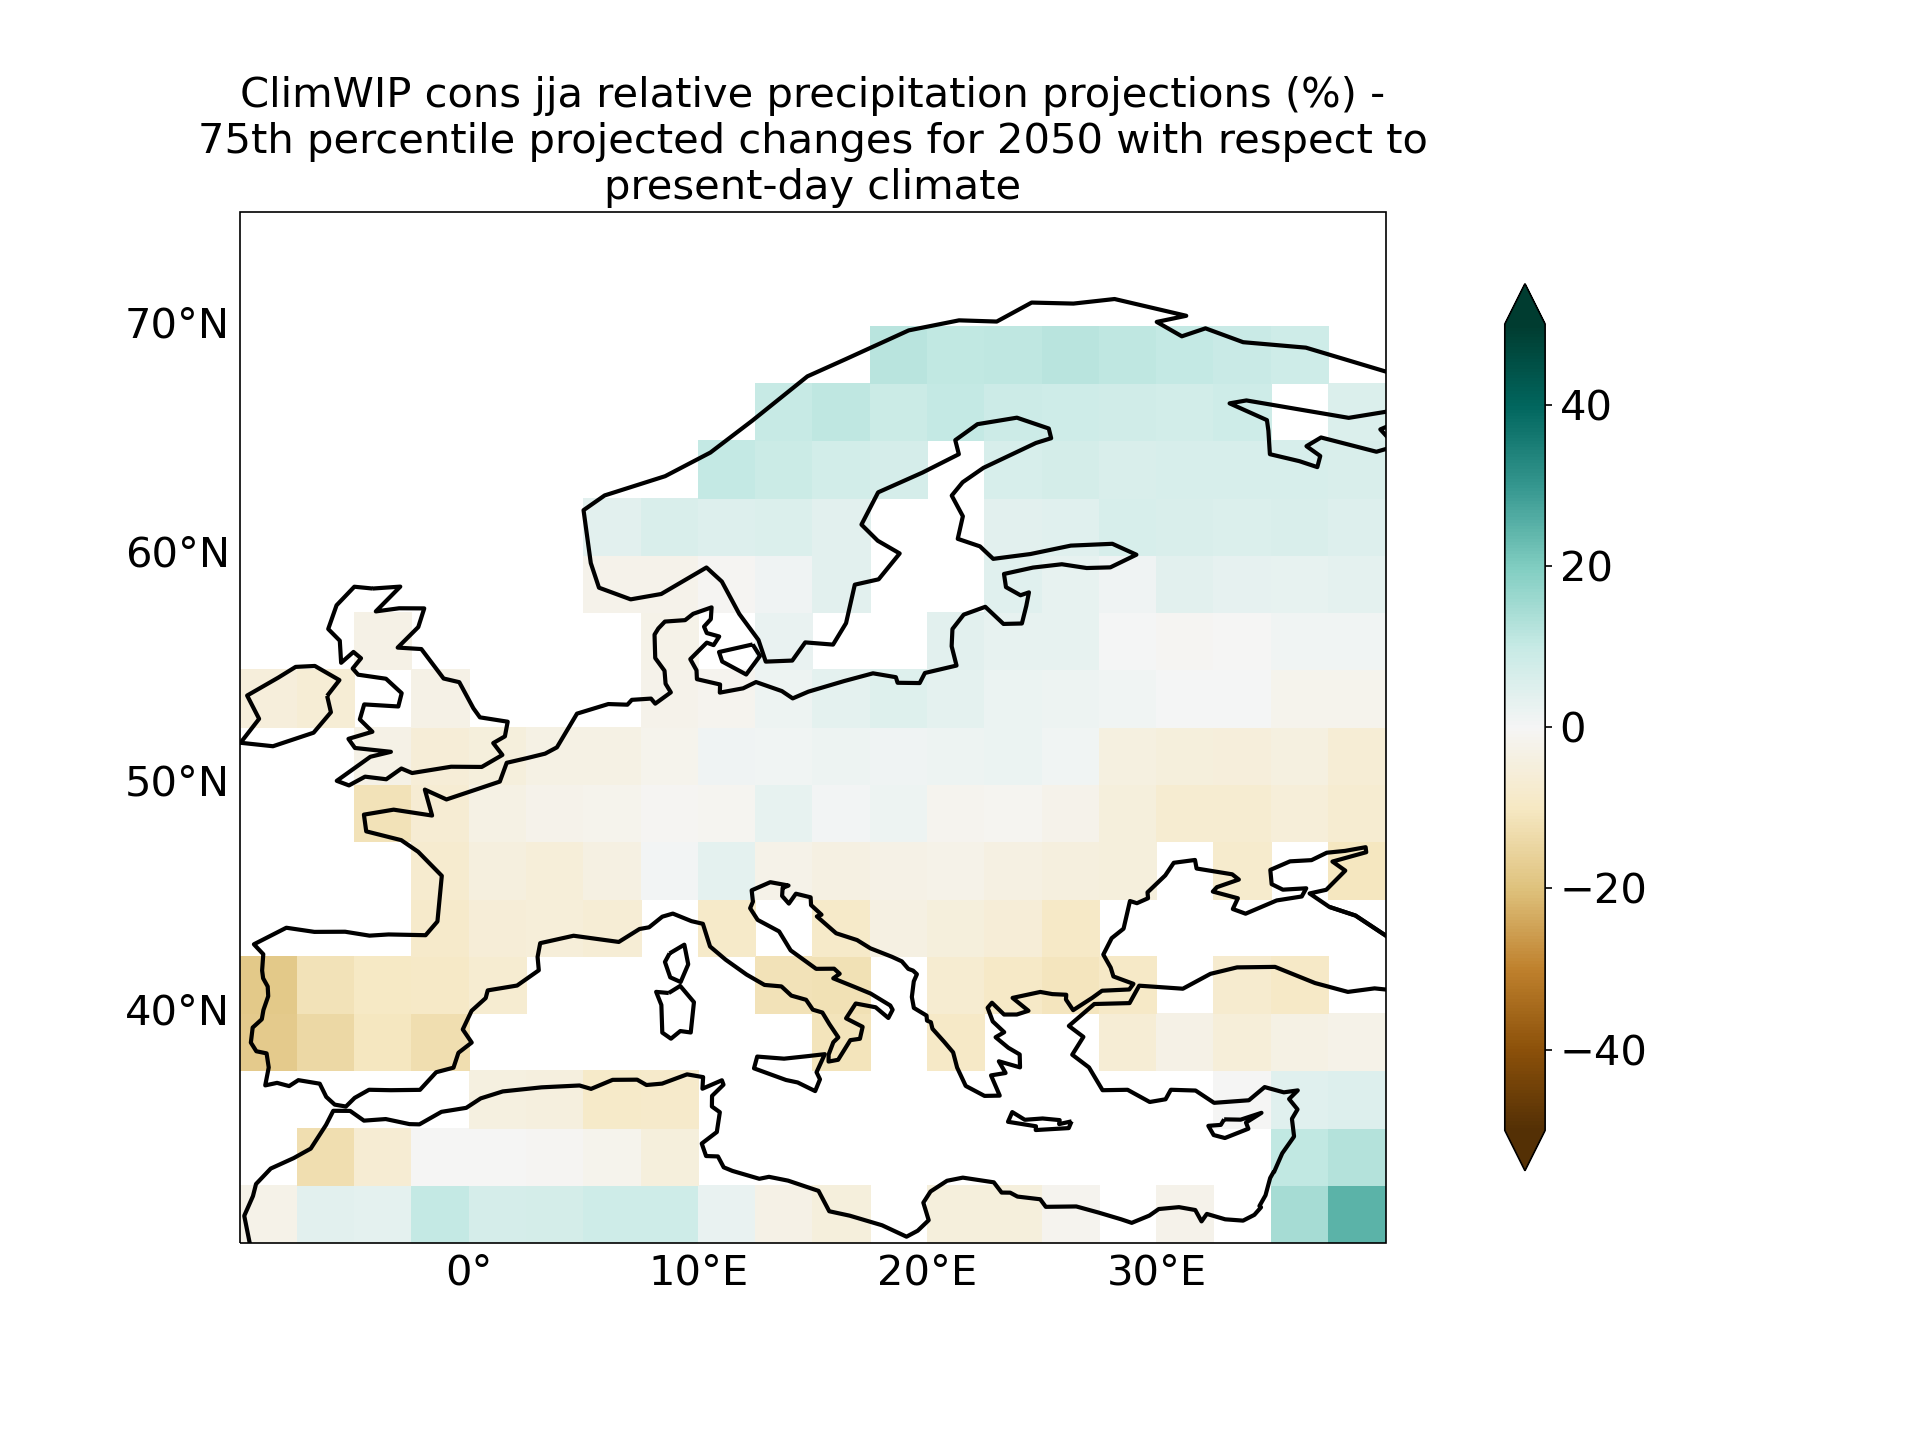 ClimWIP cons jja relative precipitation projections (%) -
75th percentile projected changes for 2050 with respect to
present-day climate
70°N
60°N
50°N
40°N
0°
10°E
20°E
30°E
40
20
0
−20
−40